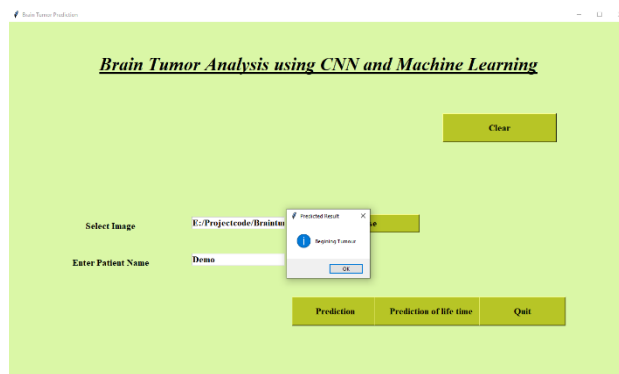 Brain Tumor Prediction
Brain Tumor Analysis using CNN and Machine Learning
Clear
Select Image
E:/Projectcode/Braintu
Predicted Result
Begining Tumour
OK
Enter Patient Name
Demo
Prediction
Prediction of life time
Quit